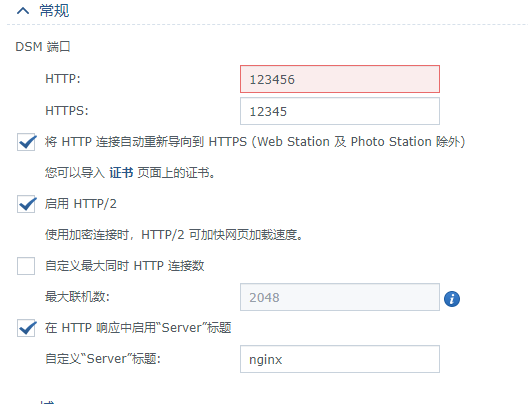 常规
DSM 端口
HTTP: 123456
HTTPS: 12345
将 HTTP 连接自动重新导向到 HTTPS (Web Station 及 Photo Station 除外)
您可以导入 证书 页面上的证书。
启用 HTTP/2
使用加密连接时，HTTP/2 可加快网页加载速度。
自定义最大同时 HTTP 连接数
最大联机数: 2048
在 HTTP 响应中启用“Server”标题
自定义“Server”标题: nginx